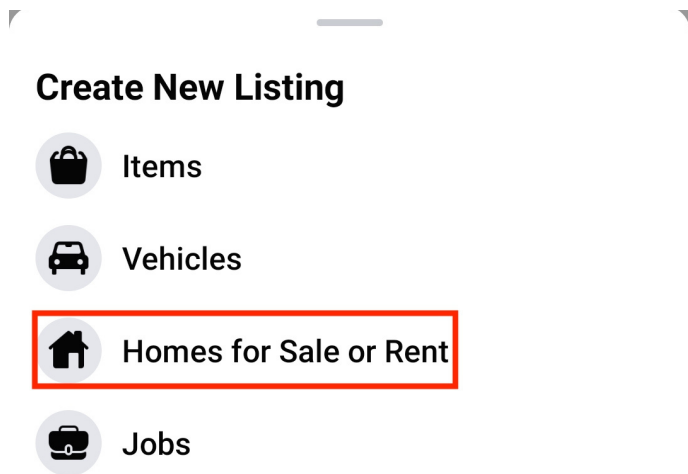 Create New Listing
Items
Vehicles
Homes for Sale or Rent
Jobs